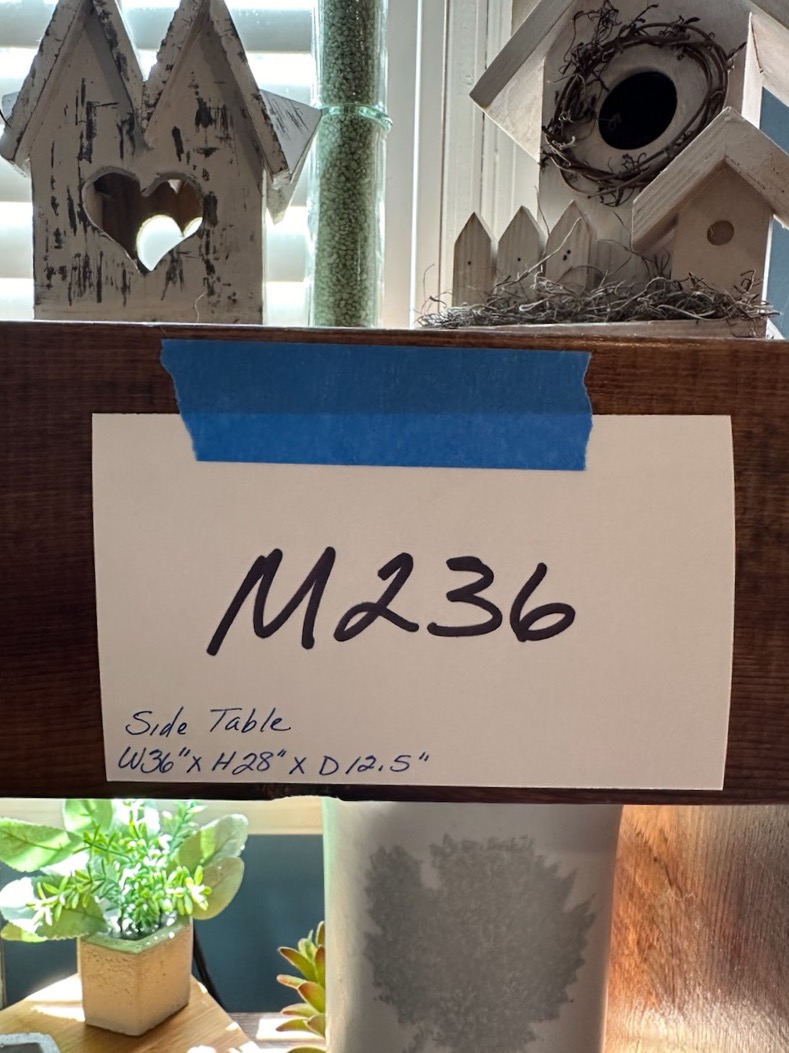 M236
Side Table
W36" x H28" x D12.5"